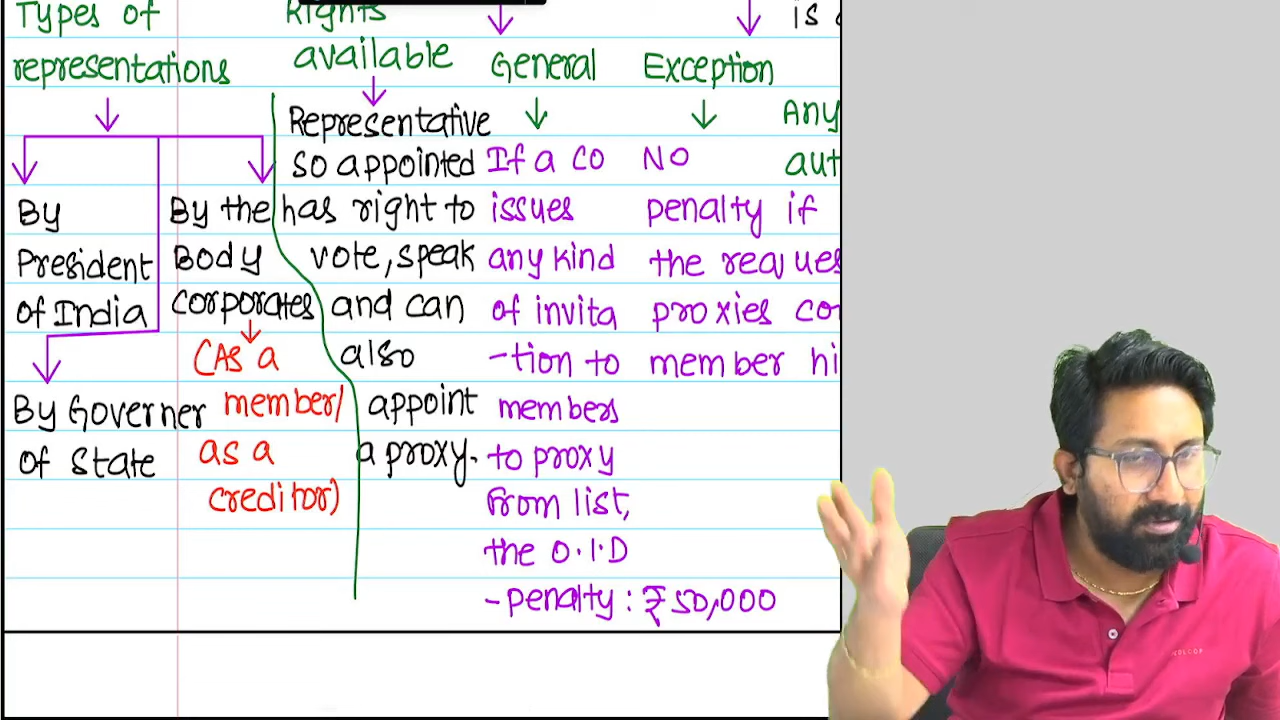 Types of
representations
By
President
of India
By Governer
of State
By the
Body
corporates
(As a
member/
as a
creditor)
Rights
available
Representative
so appointed
has right to
vote, speak
and can
also
appoint
a proxy.
General
If a co
issues
any kind
of invita
-tion to
members
to proxy
from list,
the O.I.D
-penalty : ₹50,000
Exception
NO
penalty if
the reques
proxies co
member hi
is
Any
aut